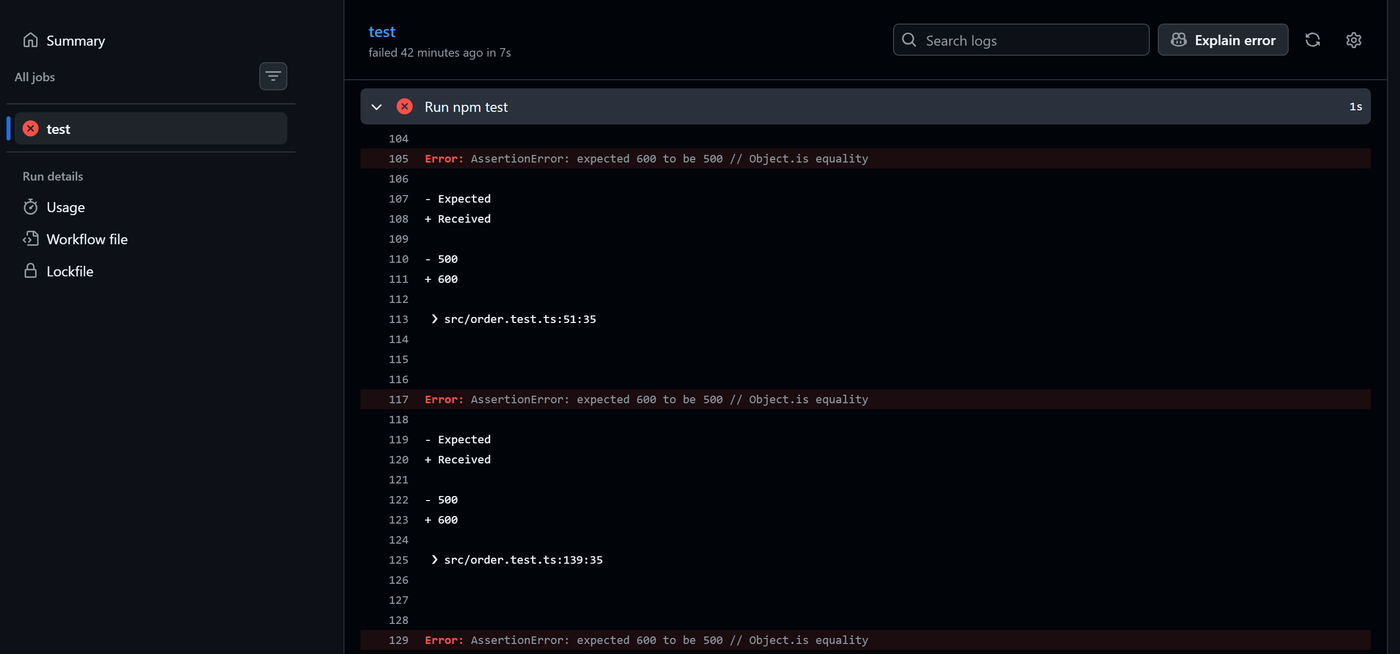 Summary
All jobs
test
Run details
Usage
Workflow file
Lockfile
test
failed 42 minutes ago in 7s
Search logs
Explain error
Run npm test 1s
104
105 Error: AssertionError: expected 600 to be 500 // Object.is equality
106
107 - Expected
108 + Received
109
110 - 500
111 + 600
112
113 ❯ src/order.test.ts:51:35
114
115
116
117 Error: AssertionError: expected 600 to be 500 // Object.is equality
118
119 - Expected
120 + Received
121
122 - 500
123 + 600
124
125 ❯ src/order.test.ts:139:35
126
127
128
129 Error: AssertionError: expected 600 to be 500 // Object.is equality